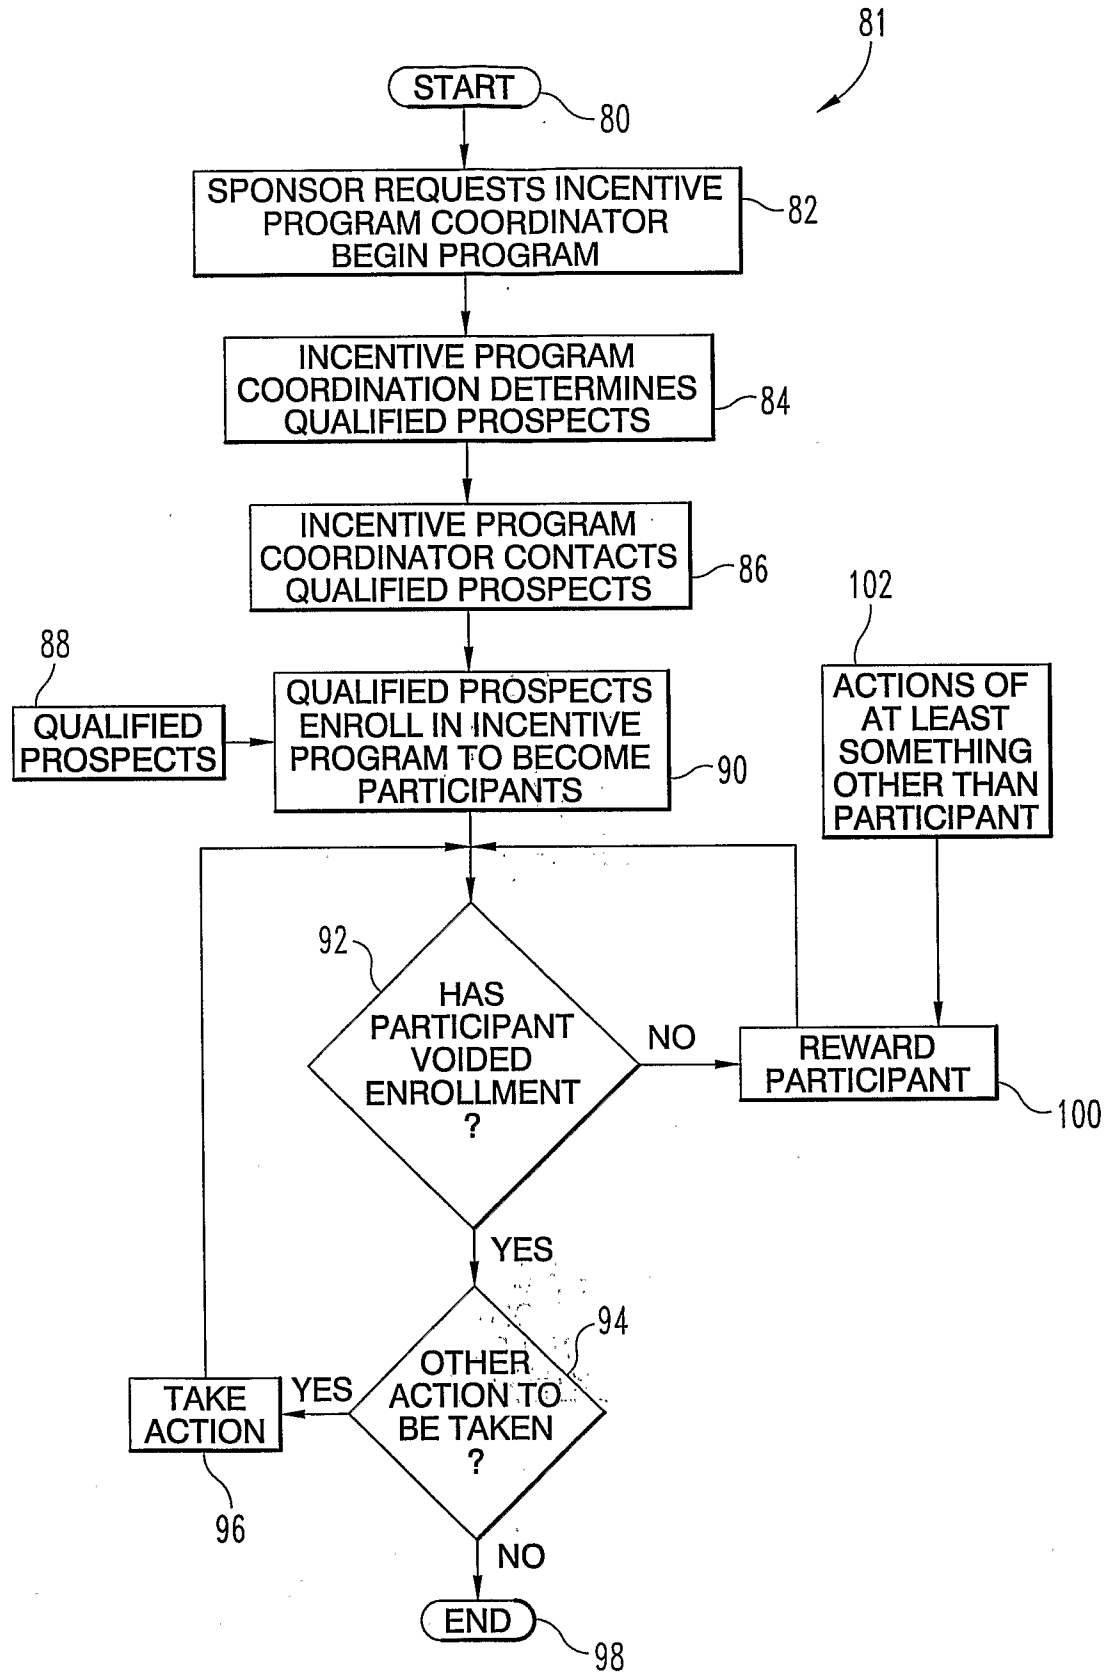 81
START
80
SPONSOR REQUESTS INCENTIVE
PROGRAM COORDINATOR
BEGIN PROGRAM
82
INCENTIVE PROGRAM
COORDINATION DETERMINES
QUALIFIED PROSPECTS
84
INCENTIVE PROGRAM
COORDINATOR CONTACTS
QUALIFIED PROSPECTS
86
88
QUALIFIED
PROSPECTS
QUALIFIED PROSPECTS
ENROLL IN INCENTIVE
PROGRAM TO BECOME
PARTICIPANTS
90
102
ACTIONS OF
AT LEAST
SOMETHING
OTHER THAN
PARTICIPANT
92
HAS
PARTICIPANT
VOIDED
ENROLLMENT
?
NO
REWARD
PARTICIPANT
100
YES
94
OTHER
ACTION TO
BE TAKEN
?
YES
TAKE
ACTION
96
NO
END
98